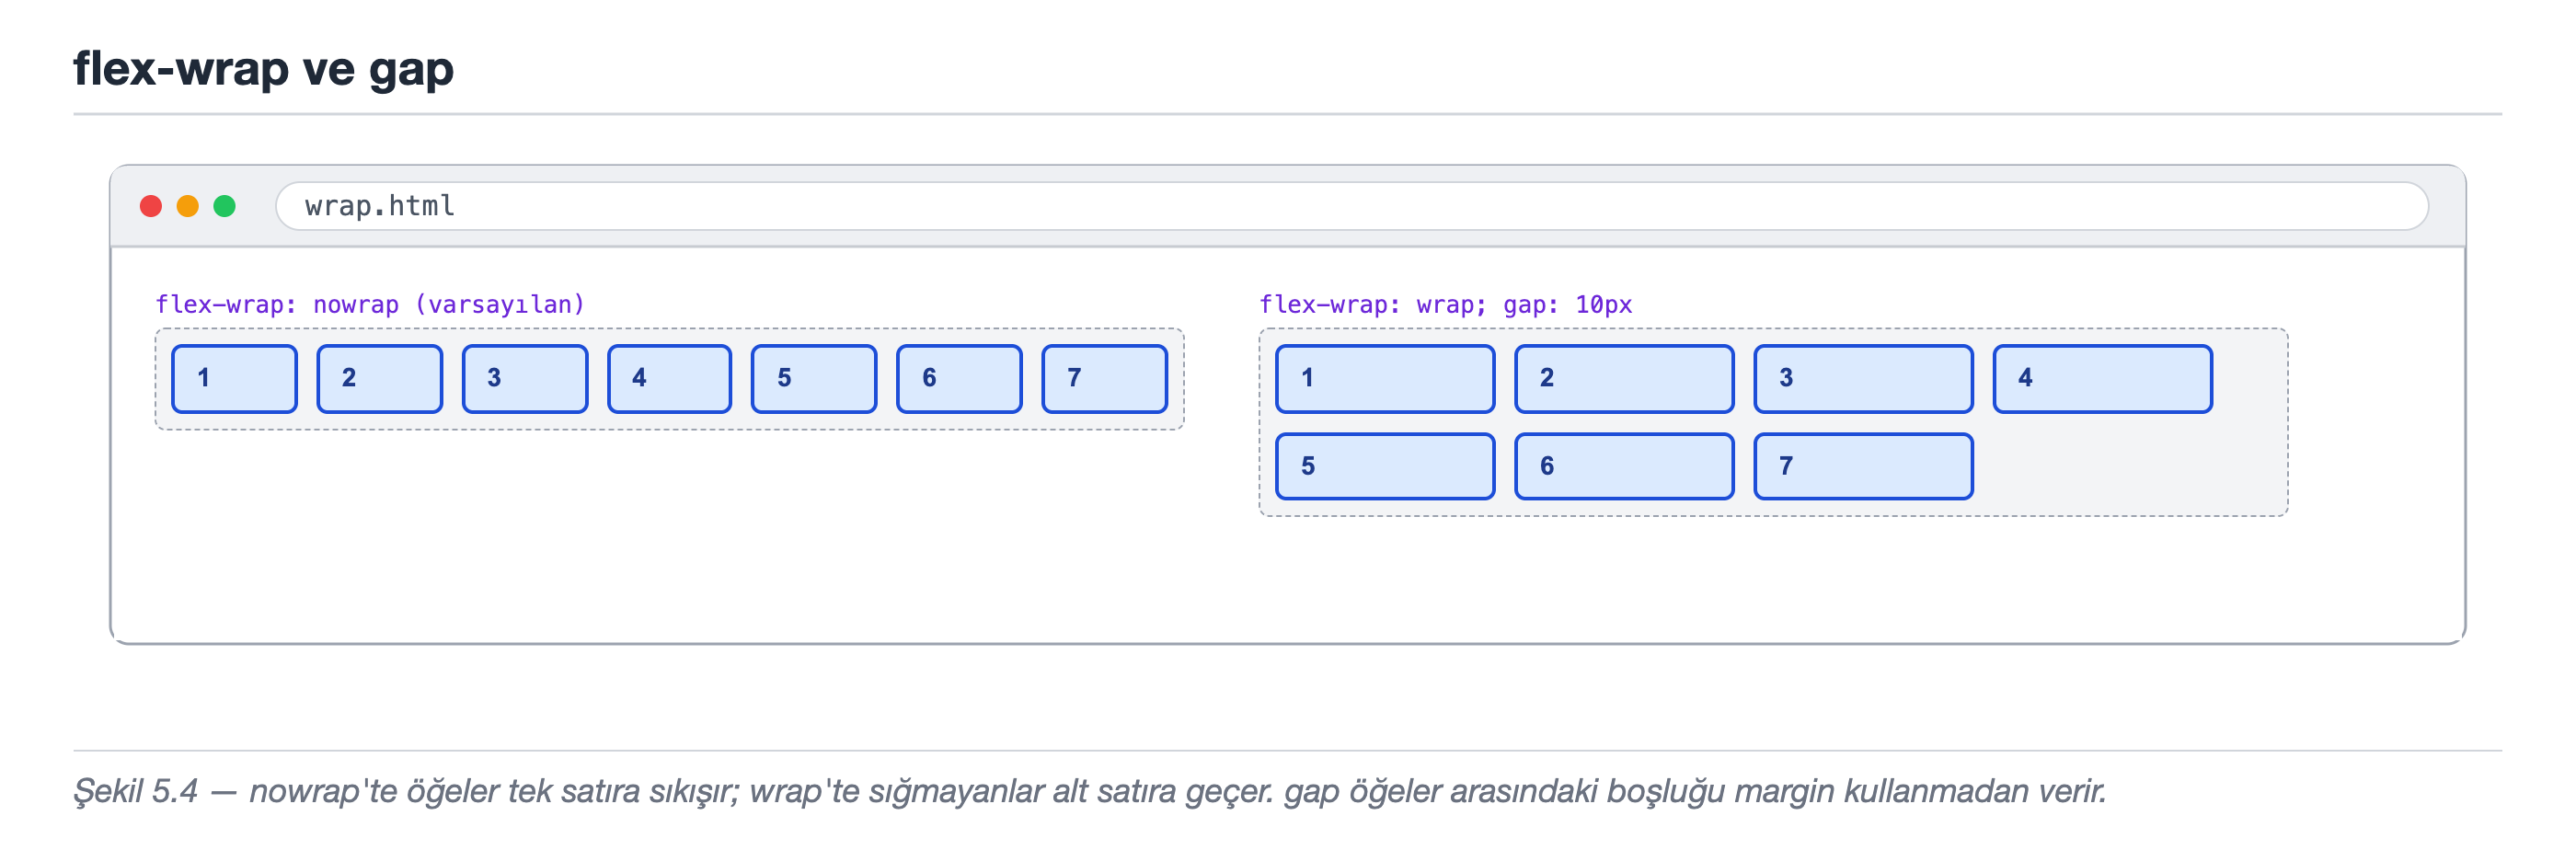 flex-wrap ve gap
wrap.html
flex-wrap: nowrap (varsayılan)
1 2 3 4 5 6 7
flex-wrap: wrap; gap: 10px
1 2 3 4
5 6 7
Şekil 5.4 — nowrap'te öğeler tek satıra sıkışır; wrap'te sığmayanlar alt satıra geçer. gap öğeler arasındaki boşluğu margin kullanmadan verir.